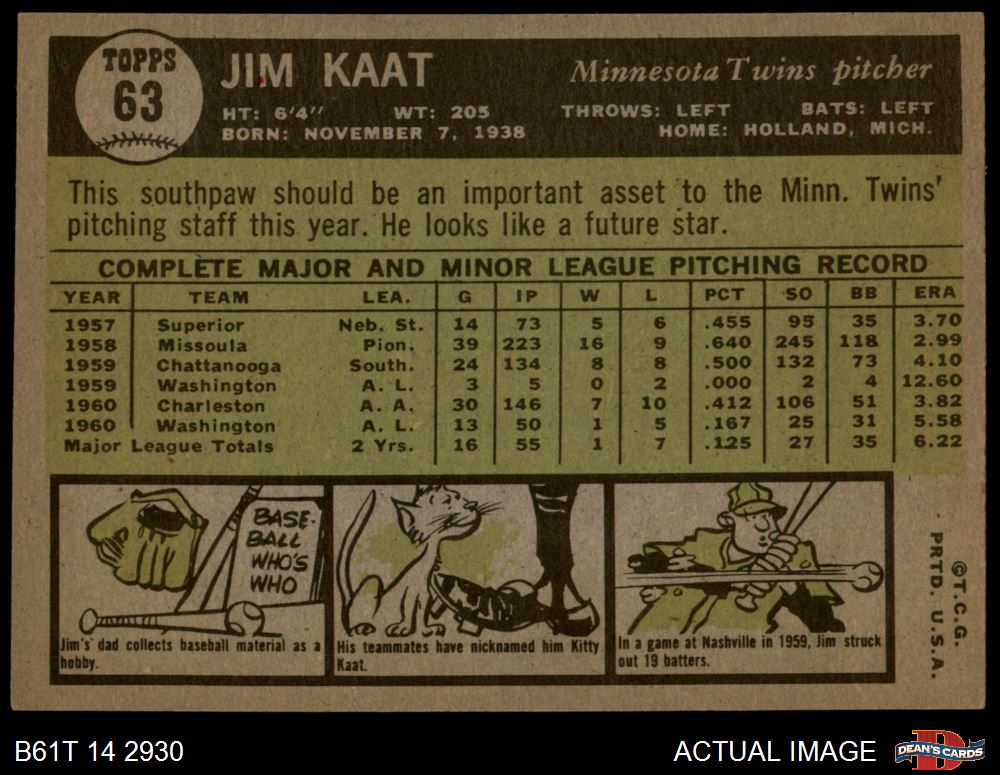 TOPPS
63
JIM KAAT
Minnesota Twins pitcher
HT: 6'4" WT: 205 THROWS: LEFT BATS: LEFT
BORN: NOVEMBER 7, 1938 HOME: HOLLAND, MICH.
This southpaw should be an important asset to the Minn. Twins'
pitching staff this year. He looks like a future star.
COMPLETE MAJOR AND MINOR LEAGUE PITCHING RECORD
YEAR TEAM LEA. G IP W L PCT SO BB ERA
1957 Superior Neb. St. 14 73 5 6 .455 95 35 3.70
1958 Missoula Pion. 39 223 16 9 .640 245 118 2.99
1959 Chattanooga South. 24 134 8 8 .500 132 73 4.10
1959 Washington A. L. 3 5 0 2 .000 2 4 12.60
1960 Charleston A. A. 30 146 7 10 .412 106 51 3.82
1960 Washington A. L. 13 50 1 5 .167 25 31 5.58
Major League Totals 2 Yrs. 16 55 1 7 .125 27 35 6.22
BASE-
BALL
WHO'S
WHO
Jim's dad collects baseball material as a
hobby.
His teammates have nicknamed him Kitty
Kaat.
In a game at Nashville in 1959, Jim struck
out 19 batters.
©T.C.G.
PRTD. U.S.A.
B61T 14 2930
ACTUAL IMAGE
DEAN'S CARDS